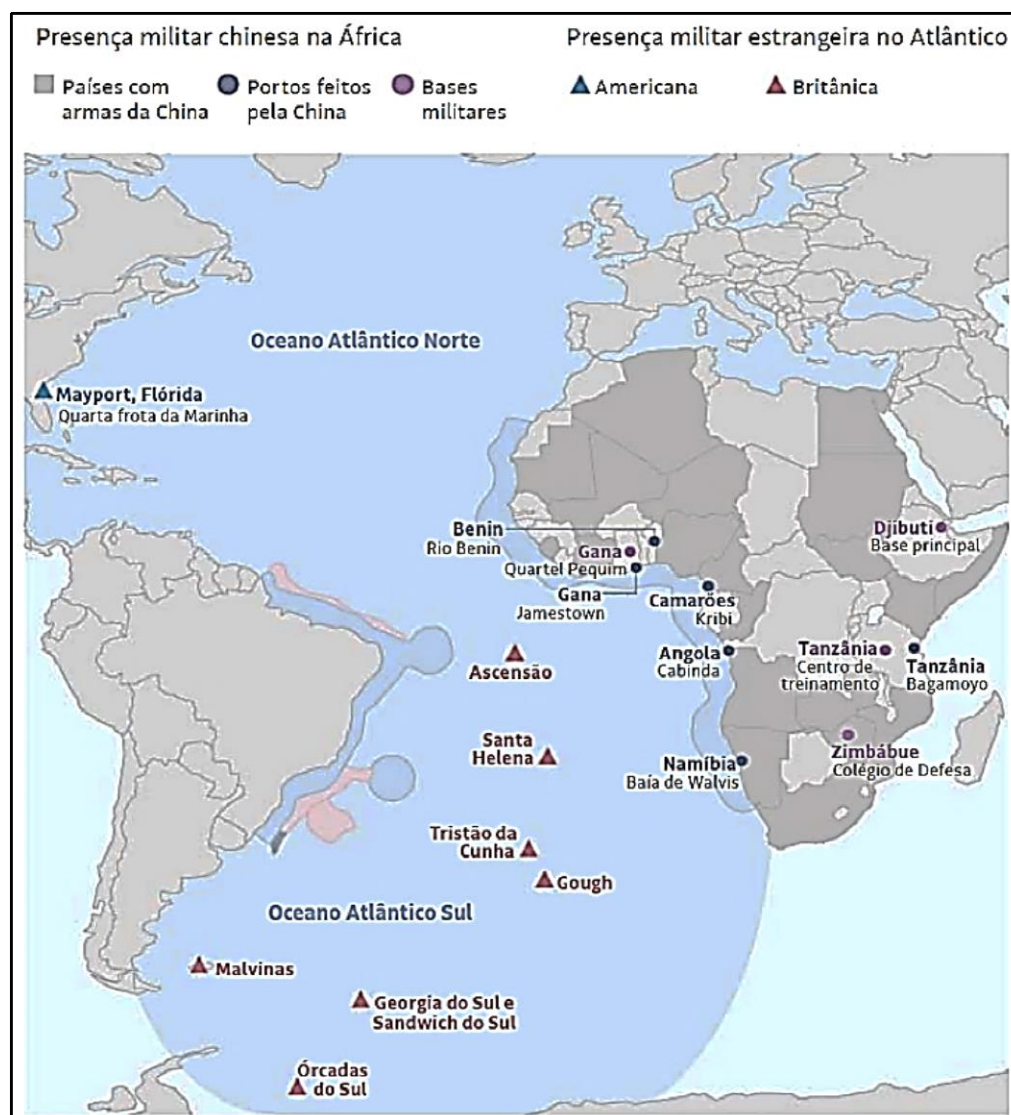 Presença militar chinesa na África
Presença militar estrangeira no Atlântico
Países com
armas da China
Portos feitos
pela China
Bases
militares
Americana
Britânica
Oceano Atlântico Norte
Mayport, Flórida
Quarta frota da Marinha
Benin
Rio Benin
Gana
Quartel Pequim
Gana
Jamestown
Djibuti
Base principal
Camarões
Kribi
Ascensão
Angola
Cabinda
Tanzânia
Centro de
treinamento
Tanzânia
Bagamoyo
Santa
Helena
Namíbia
Baía de Walvis
Zimbábue
Colégio de Defesa
Tristão da
Cunha
Gough
Oceano Atlântico Sul
Malvinas
Georgia do Sul e
Sandwich do Sul
Órcadas
do Sul